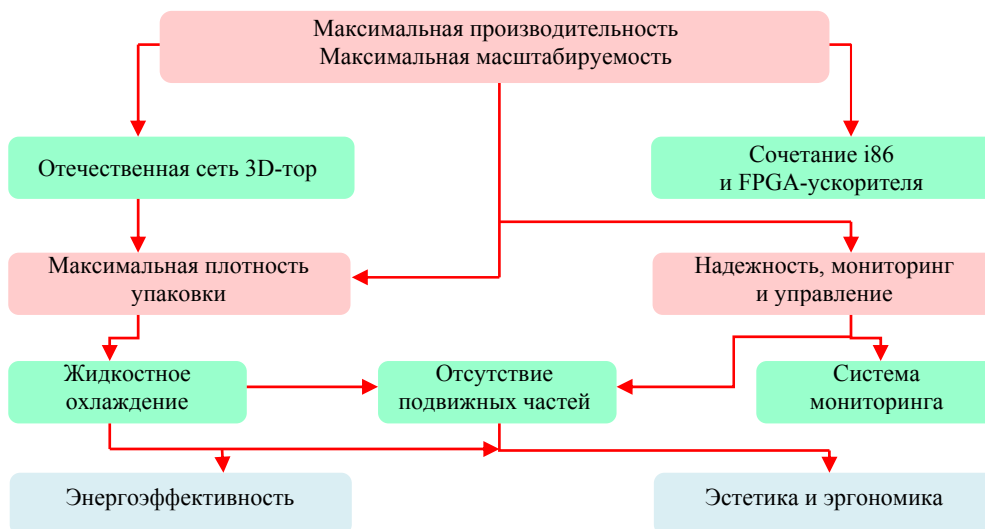 Максимальная производительность
Максимальная масштабируемость
Отечественная сеть 3D-тор
Сочетание i86
и FPGA-ускорителя
Максимальная плотность
упаковки
Надежность, мониторинг
и управление
Жидкостное
охлаждение
Отсутствие
подвижных частей
Система
мониторинга
Энергоэффективность
Эстетика и эргономика